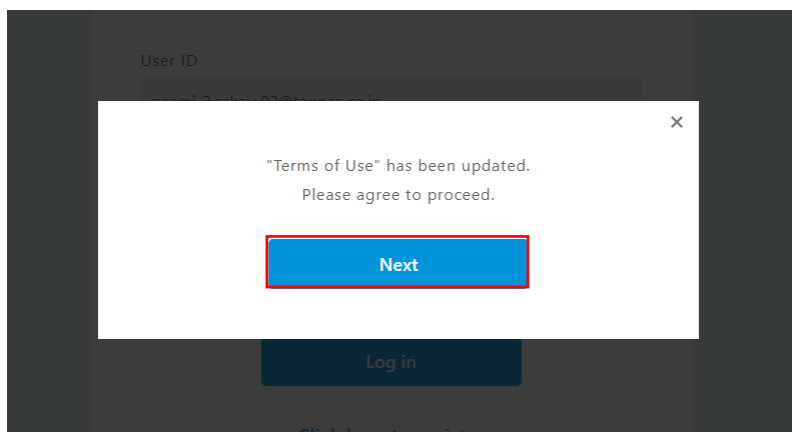 User ID
"Terms of Use" has been updated.
Please agree to proceed.
Next
Log in